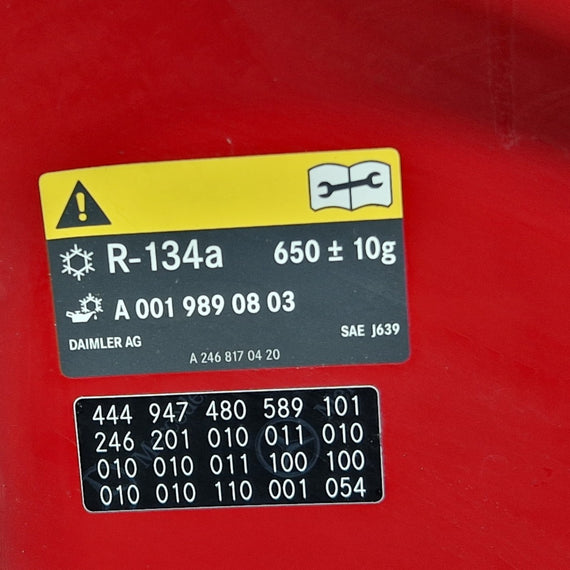 R-134a 650 ± 10g
A 001 989 08 03
DAIMLER AG SAE J639
A 246 817 04 20
444 947 480 589 101
246 201 010 011 010
010 010 011 100 100
010 010 110 001 054